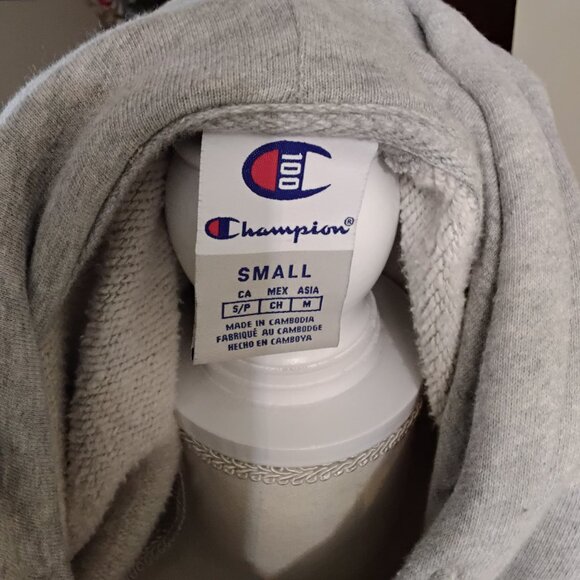 100
Champion®
SMALL
CA MEX ASIA
S/P CH M
MADE IN CAMBODIA
FABRIQUÉ AU CAMBODGE
HECHO EN CAMBOYA